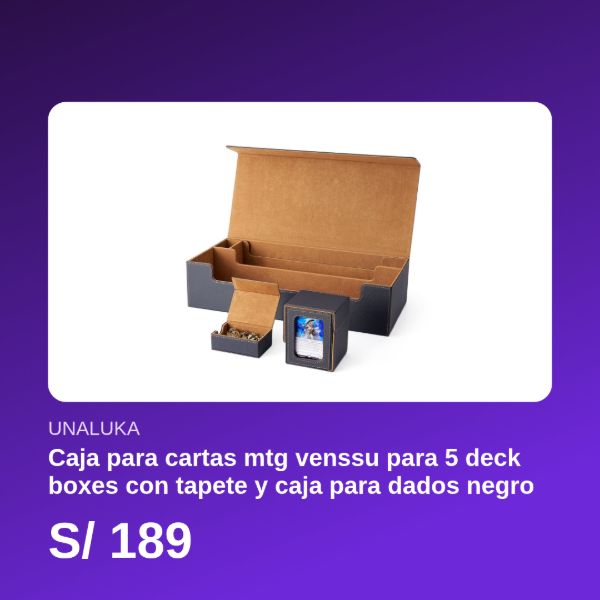 UNALUKA
Caja para cartas mtg venssu para 5 deck
boxes con tapete y caja para dados negro
S/ 189